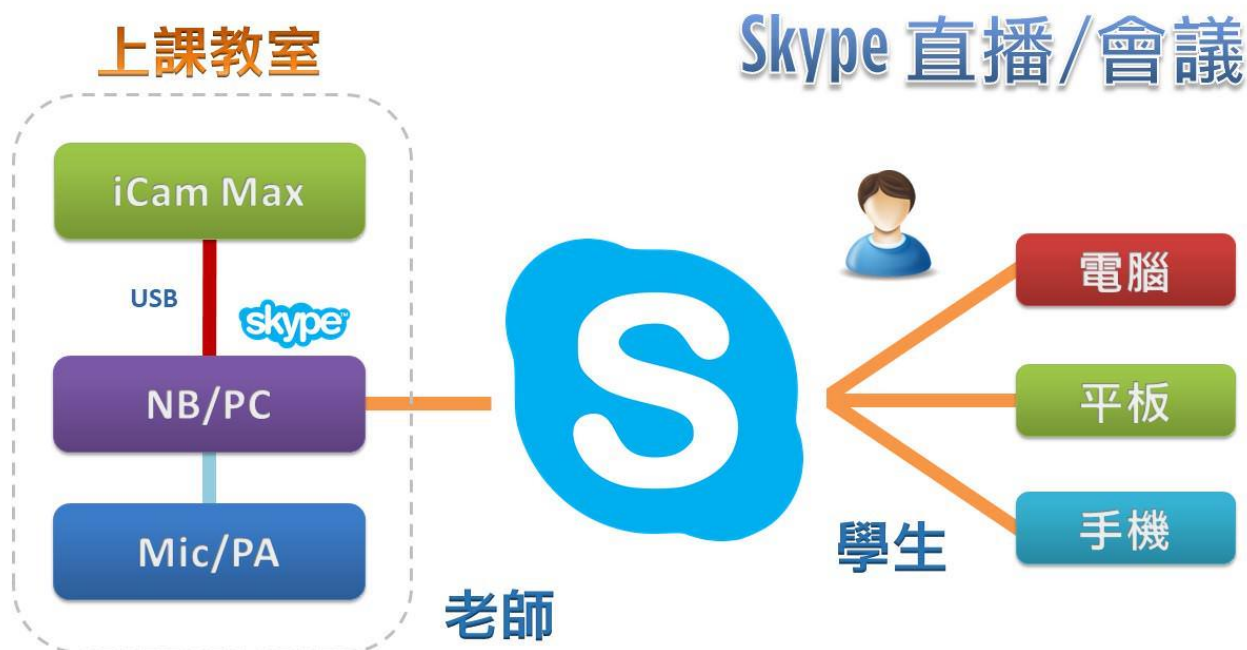 上課教室
Skype 直播/會議
iCam Max
USB
skype™
NB/PC
Mic/PA
老師
S
學生
電腦
平板
手機